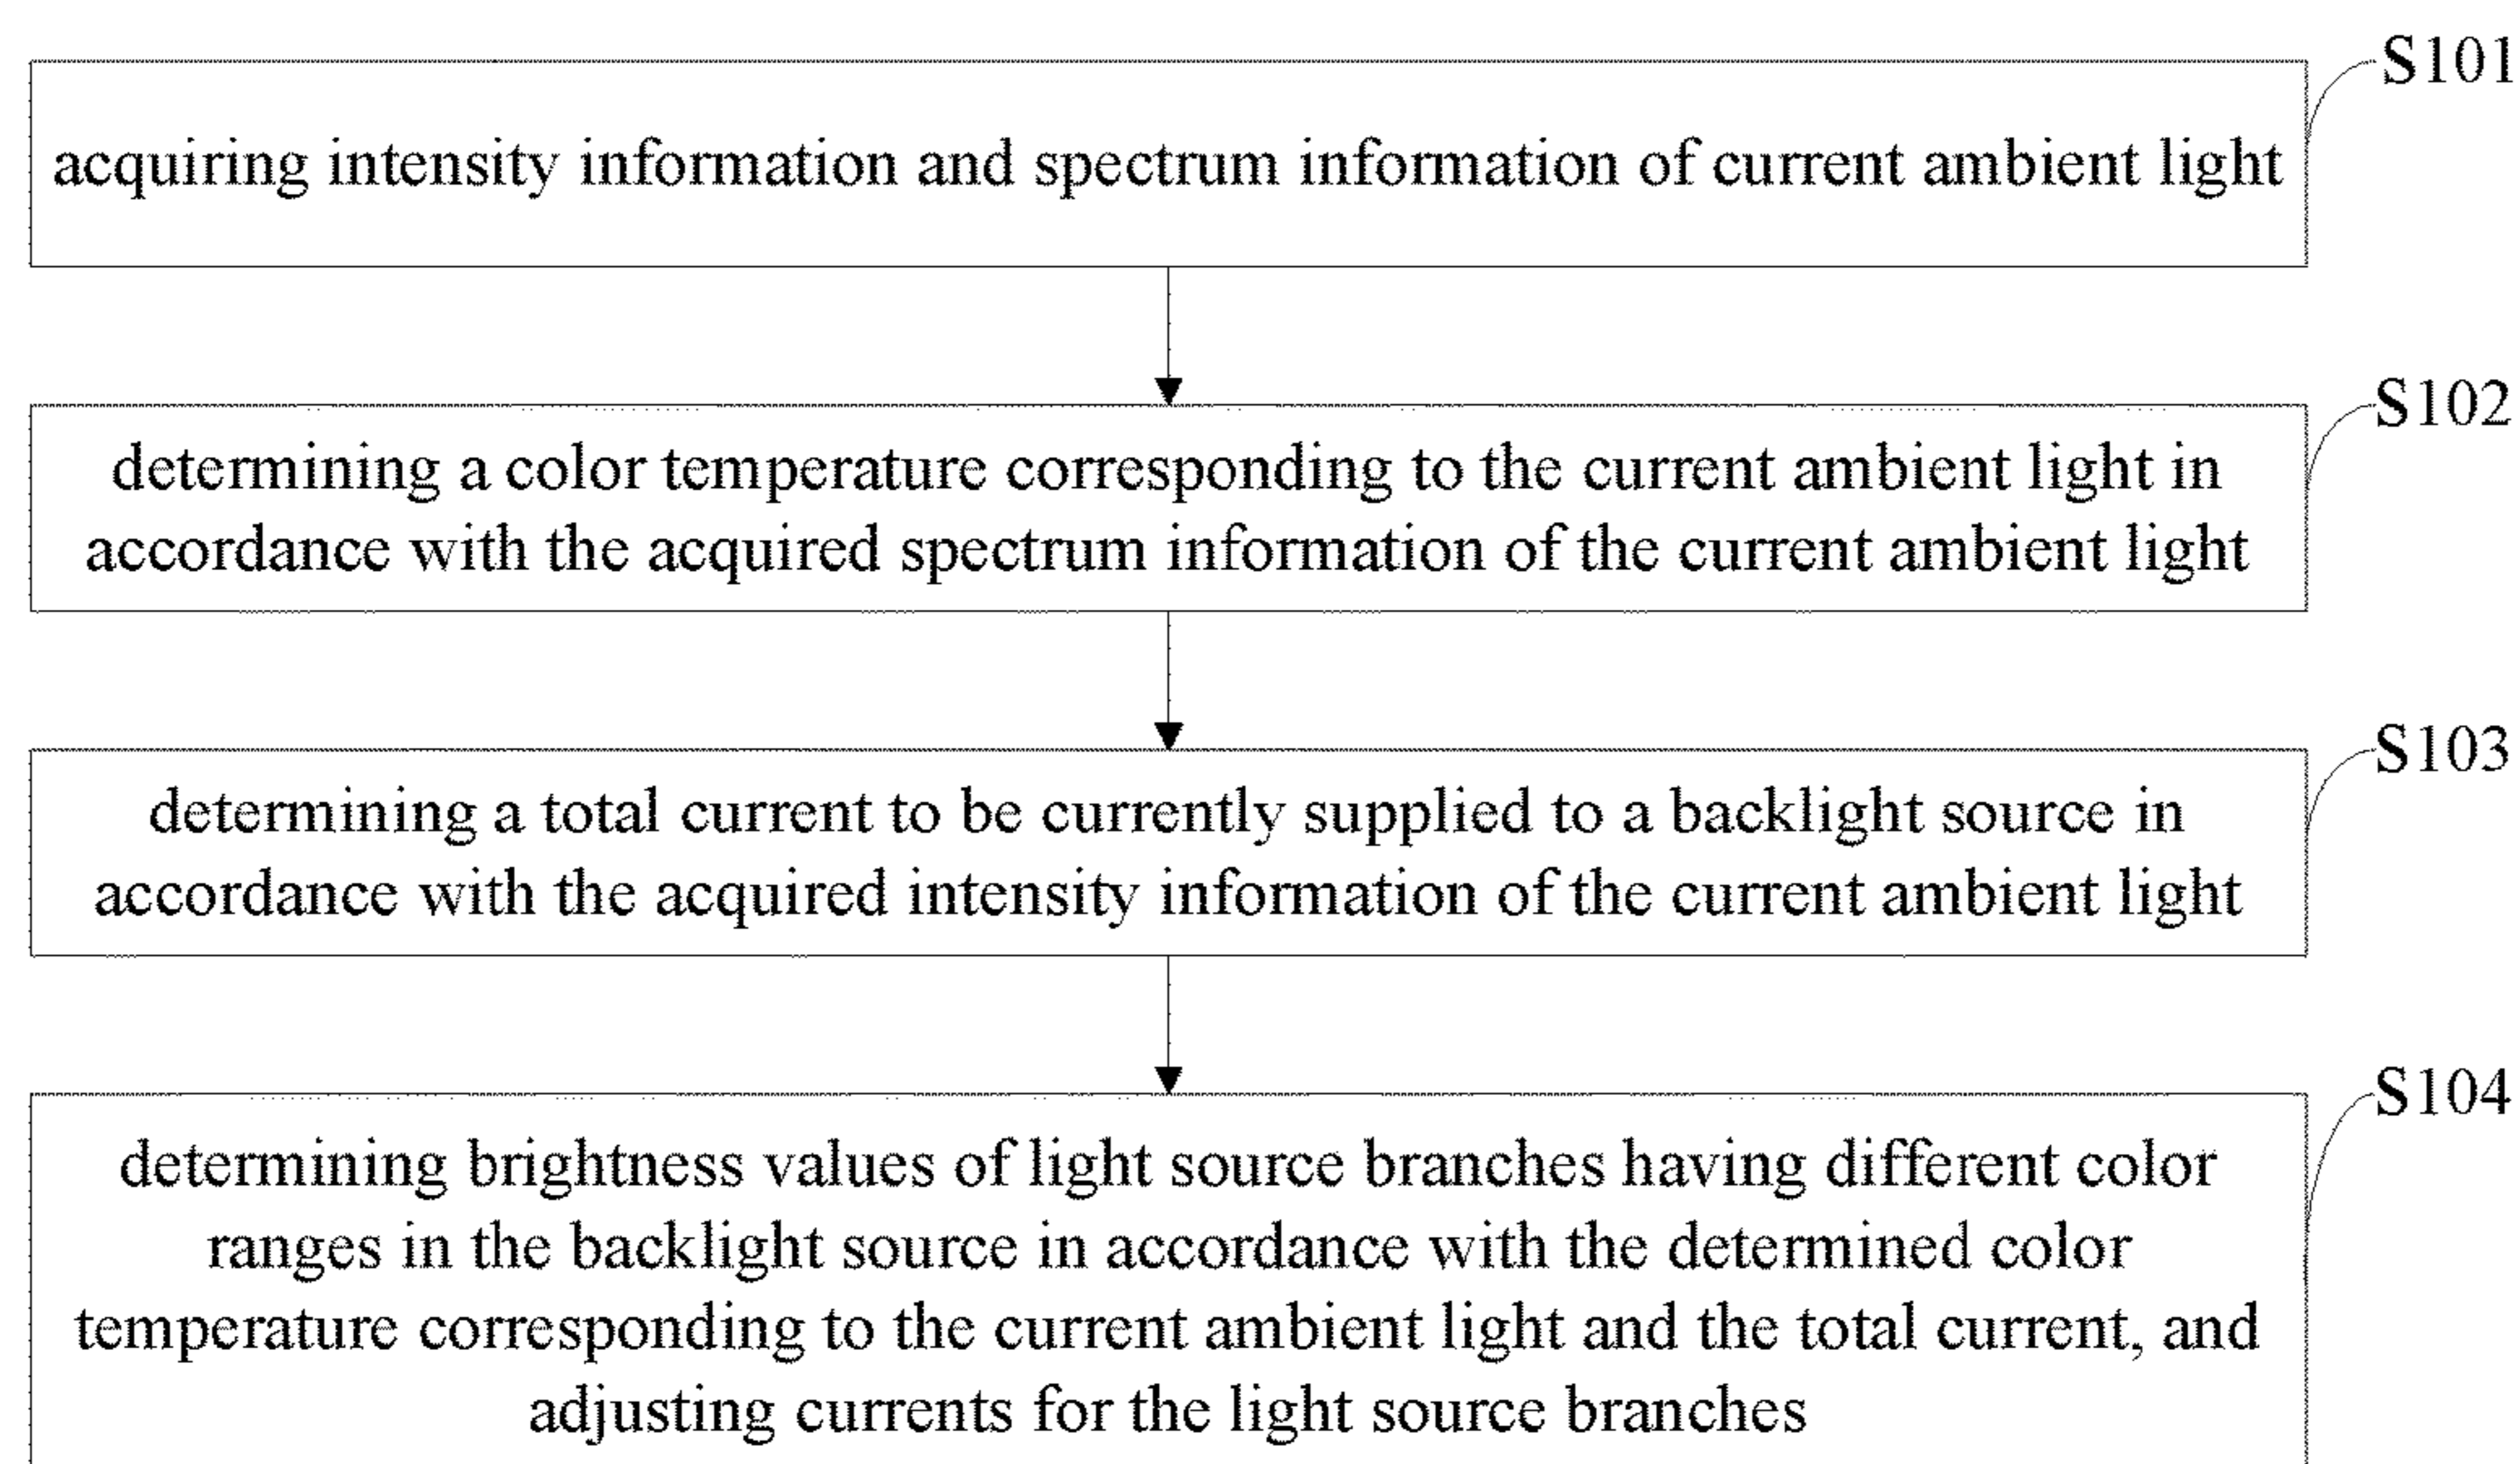 S101
acquiring intensity information and spectrum information of current ambient light
S102
determining a color temperature corresponding to the current ambient light in
accordance with the acquired spectrum information of the current ambient light
S103
determining a total current to be currently supplied to a backlight source in
accordance with the acquired intensity information of the current ambient light
S104
determining brightness values of light source branches having different color
ranges in the backlight source in accordance with the determined color
temperature corresponding to the current ambient light and the total current, and
adjusting currents for the light source branches